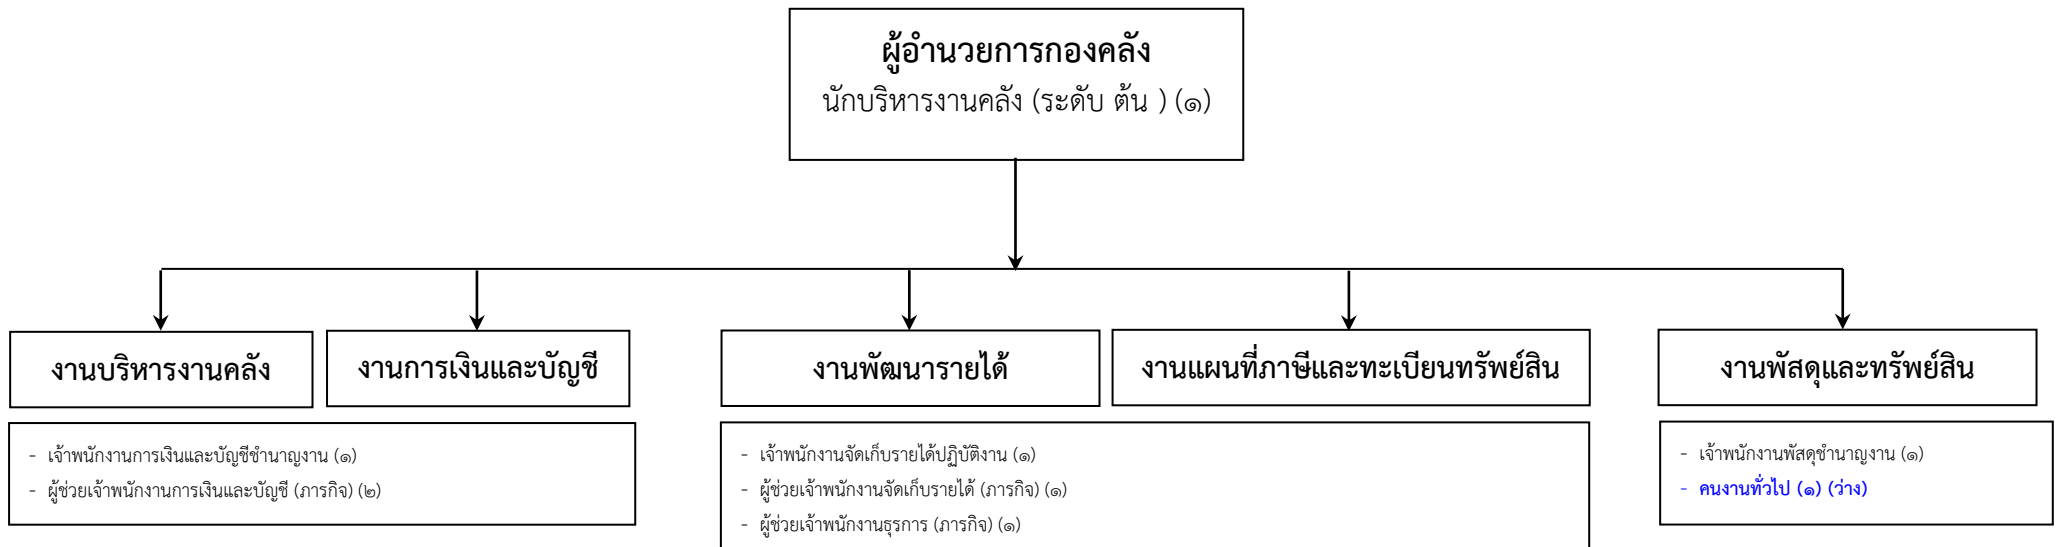 ผู้อำนวยการกองคลัง
นักบริหารงานคลัง (ระดับ ต้น ) (๑)
งานบริหารงานคลัง
งานการเงินและบัญชี
งานพัฒนารายได้
งานแผนที่ภาษีและทะเบียนทรัพย์สิน
งานพัสดุและทรัพย์สิน
- เจ้าพนักงานการเงินและบัญชีชำนาญงาน (๑)
- ผู้ช่วยเจ้าพนักงานการเงินและบัญชี (ภารกิจ) (๒)
- เจ้าพนักงานจัดเก็บรายได้ปฏิบัติงาน (๑)
- ผู้ช่วยเจ้าพนักงานจัดเก็บรายได้ (ภารกิจ) (๑)
- ผู้ช่วยเจ้าพนักงานธุรการ (ภารกิจ) (๑)
- เจ้าพนักงานพัสดุชำนาญงาน (๑)
- คนงานทั่วไป (๑) (ว่าง)